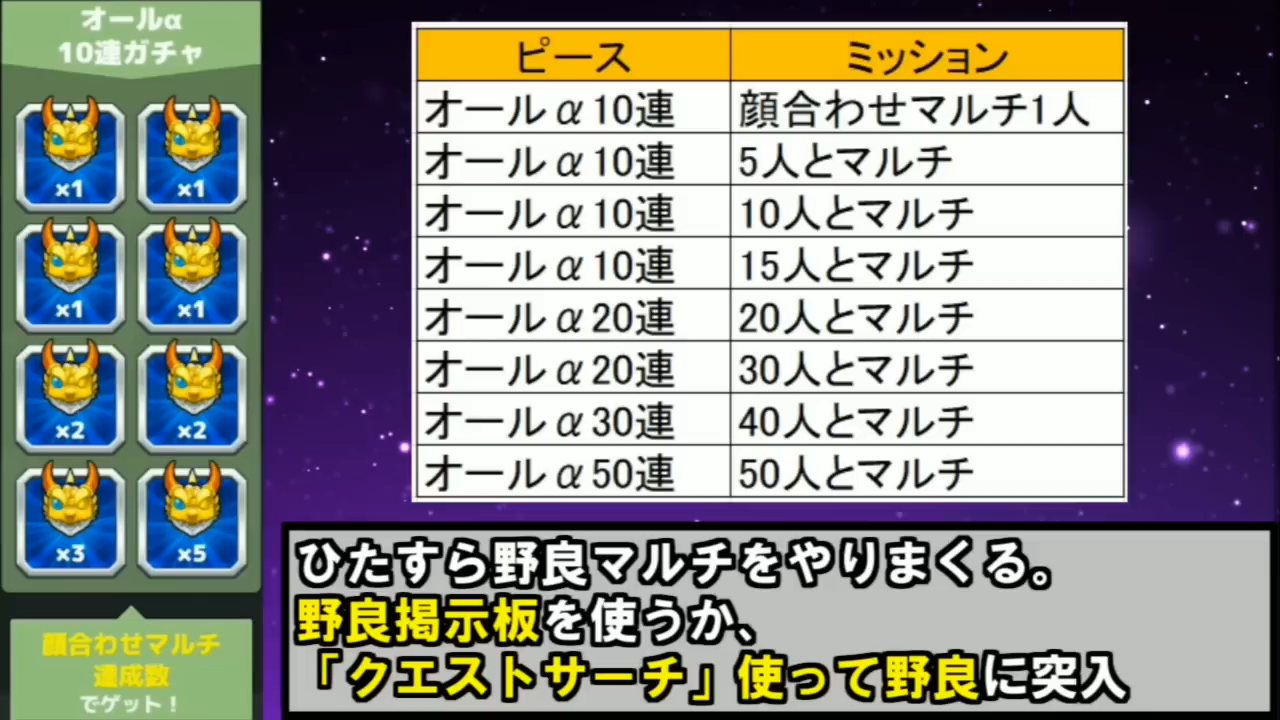 オールα
10連ガチャ
×1
×1
×1
×1
×2
×2
×3
×5
顔合わせマルチ
達成数
でゲット！
ピース ミッション
オールα10連 顔合わせマルチ1人
オールα10連 5人とマルチ
オールα10連 10人とマルチ
オールα10連 15人とマルチ
オールα20連 20人とマルチ
オールα20連 30人とマルチ
オールα30連 40人とマルチ
オールα50連 50人とマルチ
ひたすら野良マルチをやりまくる。
野良掲示板を使うか、
「クエストサーチ」使って野良に突入